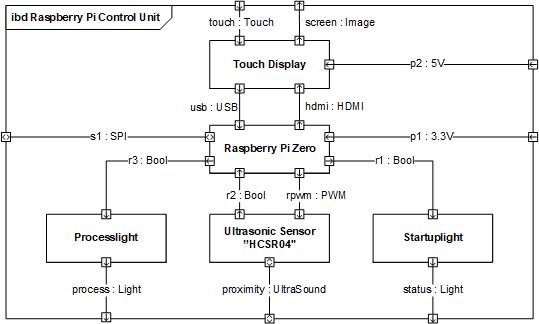 ibd Raspberry Pi Control Unit
touch : Touch
screen : Image
Touch Display
p2 : 5V
usb : USB
hdmi : HDMI
s1 : SPI
Raspberry Pi Zero
p1 : 3.3V
r3 : Bool
r1 : Bool
r2 : Bool
rpwm : PWM
Processlight
Ultrasonic Sensor
"HCSR04"
Startuplight
process : Light
proximity : UltraSound
status : Light